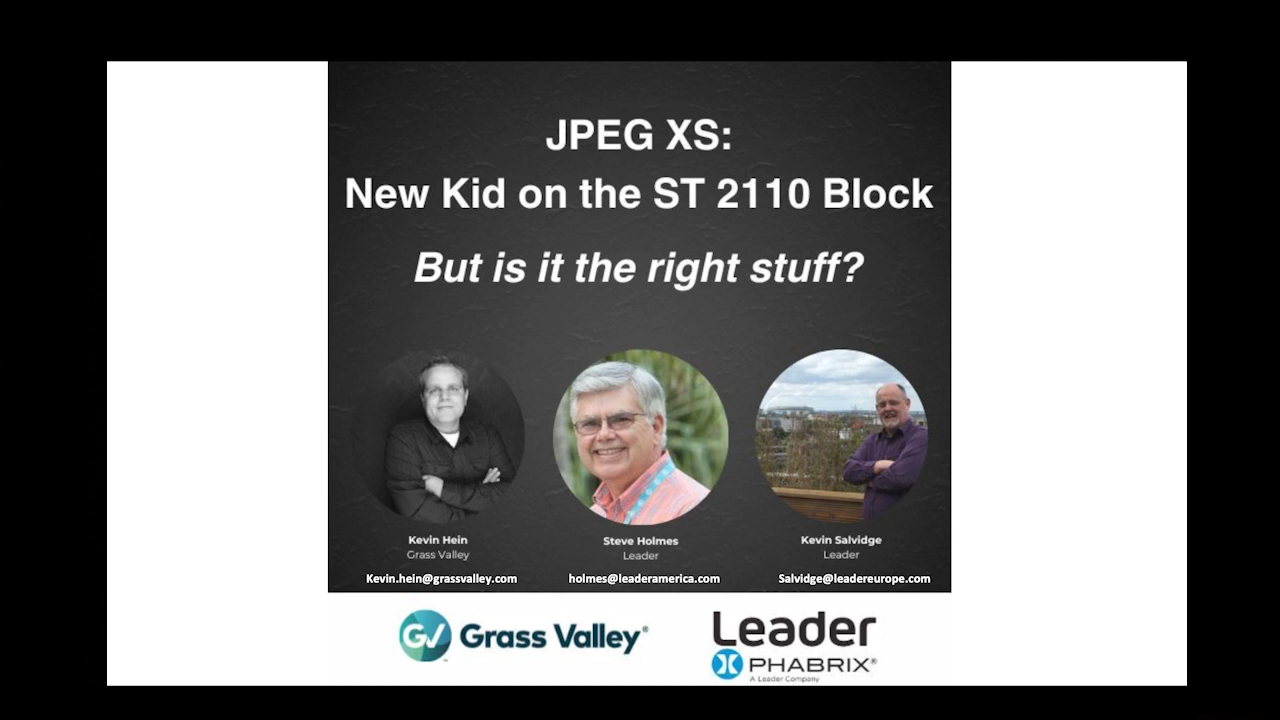 JPEG XS:
New Kid on the ST 2110 Block
But is it the right stuff?
Kevin Hein
Grass Valley
Kevin.hein@grassvalley.com
Steve Holmes
Leader
holmes@leaderamerica.com
Kevin Salvidge
Leader
Salvidge@leadereurope.com
GV Grass Valley®
Leader
PHABRIX®
A Leader Company